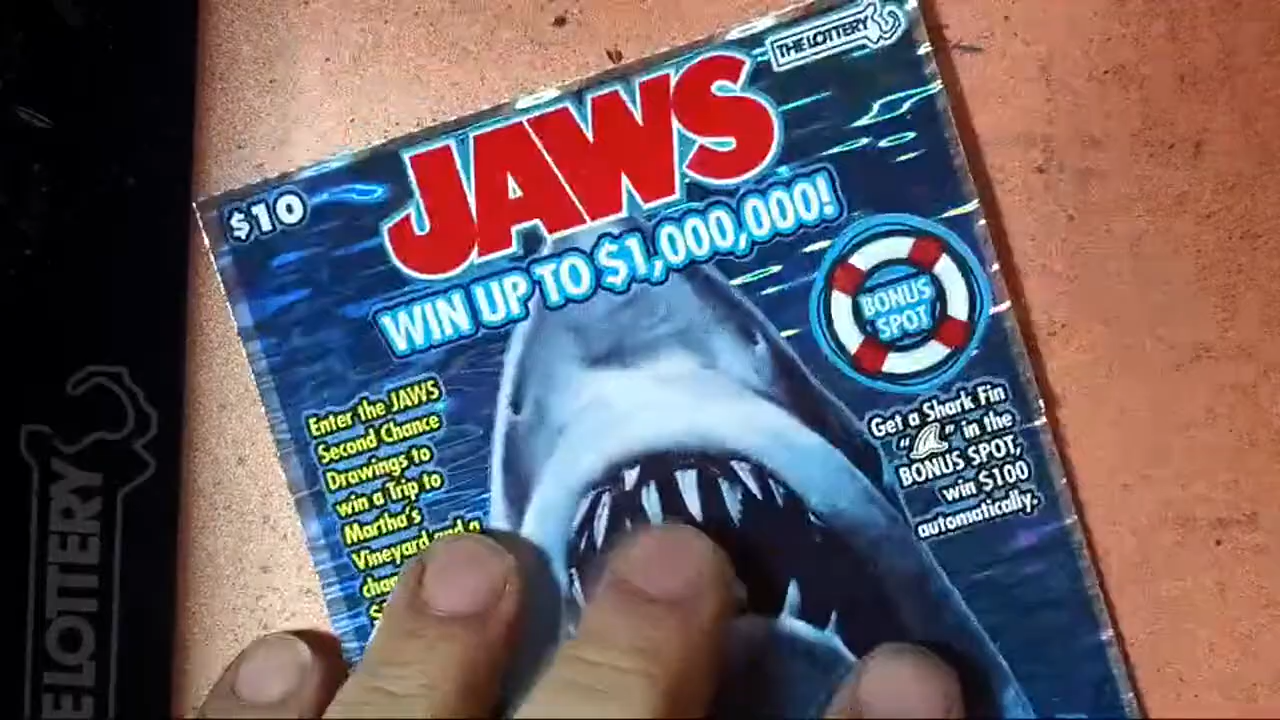 THE LOTTERY
JAWS
$10
WIN UP TO $1,000,000!
BONUS
SPOT
Enter the JAWS
Second Chance
Drawings to
win a Trip to
Martha's
Vineyard and a
Get a Shark Fin
" " in the
BONUS SPOT,
win $100
automatically.
E LOTTERY